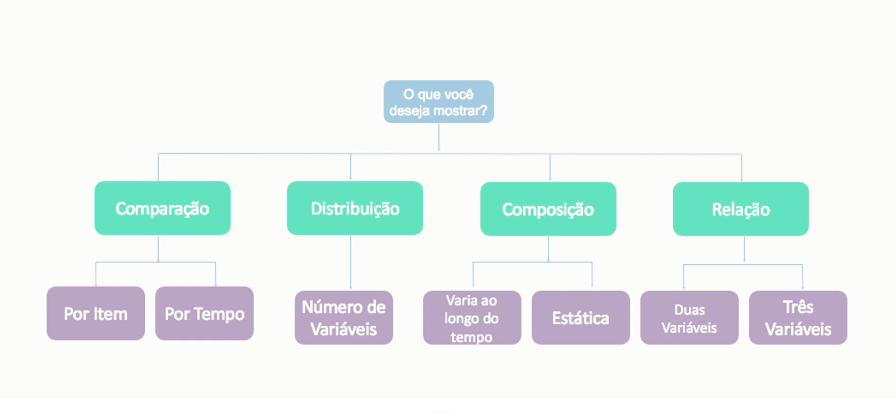 O que você
deseja mostrar?
Comparação
Distribuição
Composição
Relação
Por Item
Por Tempo
Número de
Variáveis
Varia ao
longo do
tempo
Estática
Duas
Variáveis
Três
Variáveis